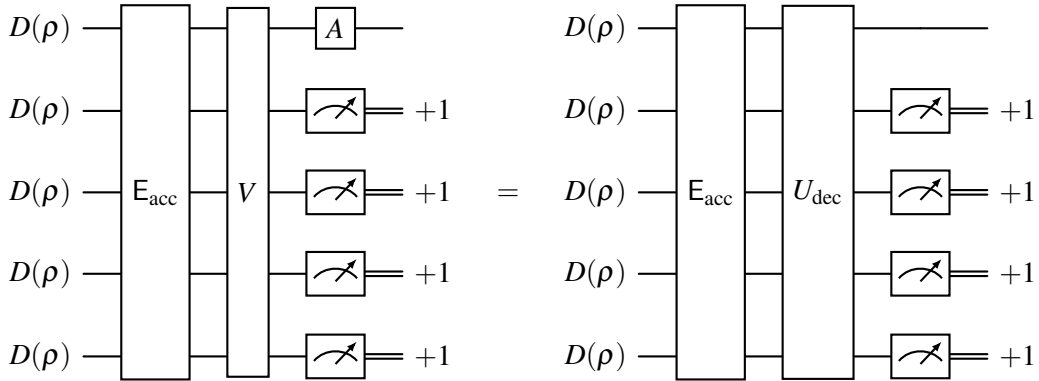 D(ρ) A D(ρ)
D(ρ) +1 D(ρ) +1
D(ρ) E_acc V +1 = D(ρ) E_acc U_dec +1
D(ρ) +1 D(ρ) +1
D(ρ) +1 D(ρ) +1